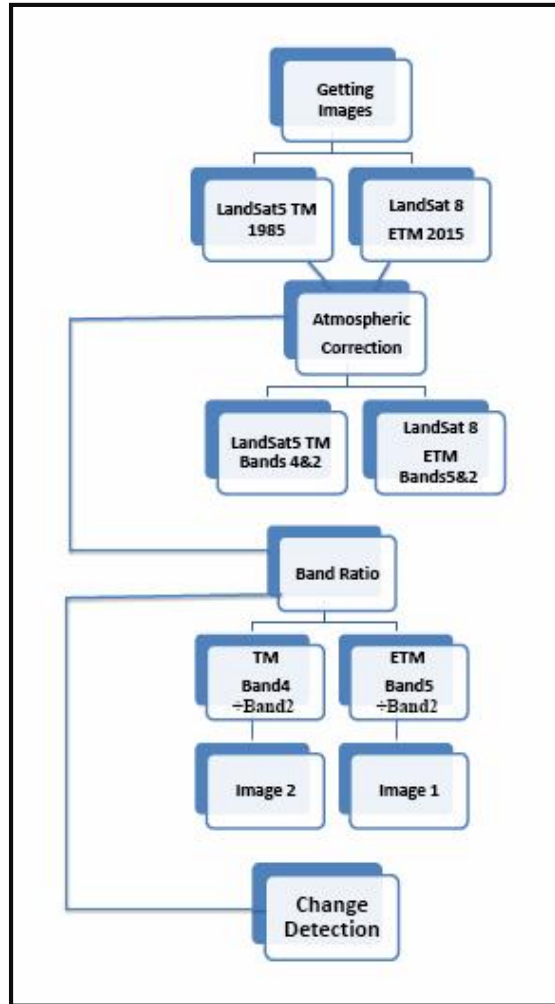 Getting
Images
LandSat5 TM
1985
LandSat 8
ETM 2015
Atmospheric
Correction
LandSat5 TM
Bands 4&2
LandSat 8
ETM
Bands5&2
Band Ratio
TM
Band4
÷Band2
ETM
Band5
÷Band2
Image 2
Image 1
Change
Detection